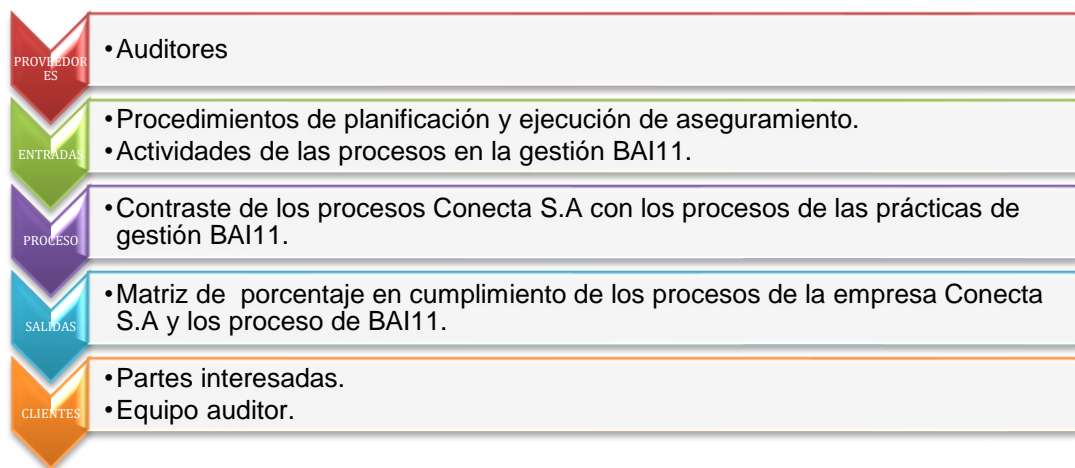 PROVEEDOR
ES
•Auditores
ENTRADAS
•Procedimientos de planificación y ejecución de aseguramiento.
•Actividades de las procesos en la gestión BAI11.
PROCESO
•Contraste de los procesos Conecta S.A con los procesos de las prácticas de
gestión BAI11.
SALIDAS
•Matriz de porcentaje en cumplimiento de los procesos de la empresa Conecta
S.A y los proceso de BAI11.
CLIENTES
•Partes interesadas.
•Equipo auditor.